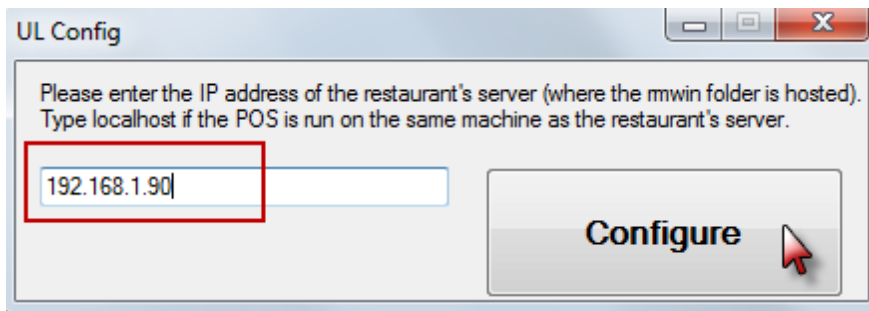 UL Config
Please enter the IP address of the restaurant's server (where the rmwin folder is hosted).
Type localhost if the POS is run on the same machine as the restaurant's server.
192.168.1.90
Configure